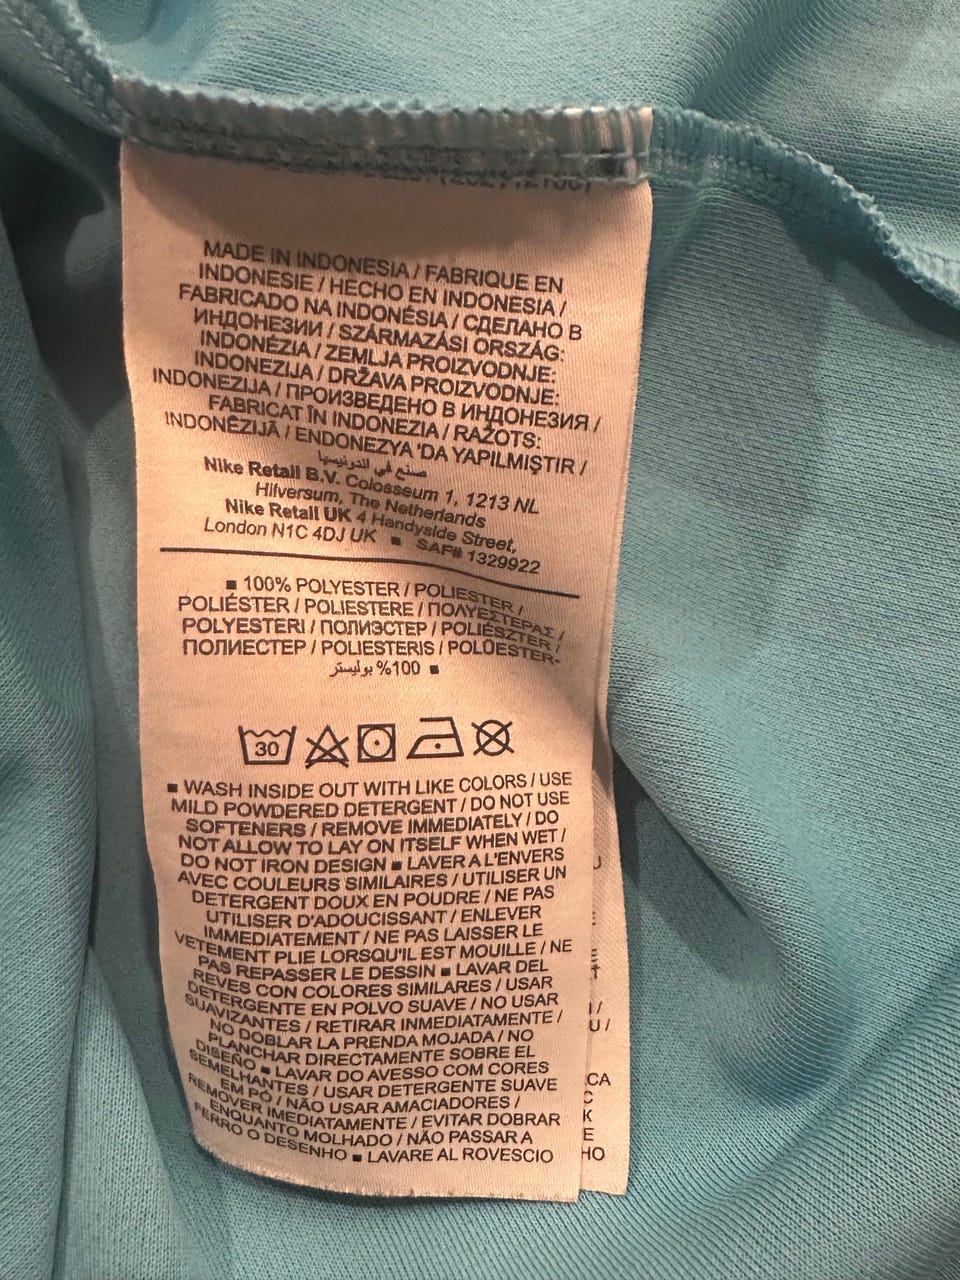 MADE IN INDONESIA / FABRIQUE EN
INDONESIE / HECHO EN INDONESIA /
FABRICADO NA INDONÉSIA / СДЕЛАНО В
ИНДОНЕЗИИ / SZÁRMAZÁSI ORSZÁG:
INDONÉZIA / ZEMLJA PROIZVODNJE:
INDONEZIJA / DRŽAVA PROIZVODNJE:
INDONEZIJA / ПРОИЗВЕДЕНО В ИНДОНЕЗИЯ /
FABRICAT ÎN INDONEZIA / RAŽOTS:
INDONĒZIJĀ / ENDONEZYA 'DA YAPILMIŞTIR /
صنع في اندونيسيا
Nike Retail B.V. Colosseum 1, 1213 NL
Hilversum, The Netherlands
Nike Retail UK 4 Handyside Street,
London N1C 4DJ UK ■ SAF# 1329922
■ 100% POLYESTER / POLIESTER /
POLIÉSTER / POLIESTERE / ΠΟΛΥΕΣΤΕΡΑΣ /
POLYESTERI / ПОЛИЭСТЕР / POLIÉSZTER /
ПОЛИЕСТЕР / POLIESTERIS / POLÜESTER-
100% بوليستر ■
30
■ WASH INSIDE OUT WITH LIKE COLORS / USE
MILD POWDERED DETERGENT / DO NOT USE
SOFTENERS / REMOVE IMMEDIATELY / DO
NOT ALLOW TO LAY ON ITSELF WHEN WET /
DO NOT IRON DESIGN ■ LAVER A L'ENVERS
AVEC COULEURS SIMILAIRES / UTILISER UN
DETERGENT DOUX EN POUDRE / NE PAS
UTILISER D'ADOUCISSANT / ENLEVER
IMMEDIATEMENT / NE PAS LAISSER LE
VETEMENT PLIE LORSQU'IL EST MOUILLE / NE
PAS REPASSER LE DESSIN ■ LAVAR DEL
REVES CON COLORES SIMILARES / USAR
DETERGENTE EN POLVO SUAVE / NO USAR
SUAVIZANTES / RETIRAR INMEDIATAMENTE /
NO DOBLAR LA PRENDA MOJADA / NO
PLANCHAR DIRECTAMENTE SOBRE EL
DISEÑO ■ LAVAR DO AVESSO COM CORES
SEMELHANTES / USAR DETERGENTE SUAVE
EM PÓ / NÃO USAR AMACIADORES /
REMOVER IMEDIATAMENTE / EVITAR DOBRAR
ENQUANTO MOLHADO / NÃO PASSAR A
FERRO O DESENHO ■ LAVARE AL ROVESCIO